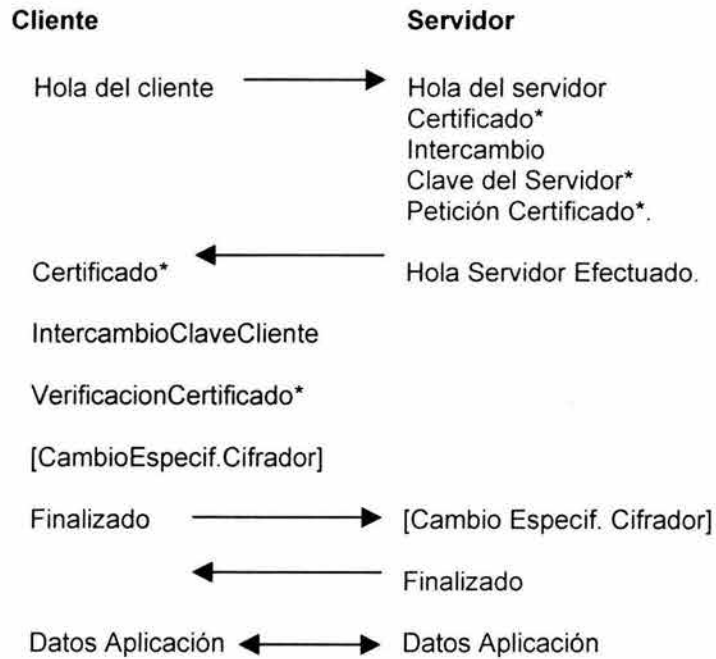 Cliente Servidor
Hola del cliente Hola del servidor
Certificado*
Intercambio
Clave del Servidor*
Petición Certificado*.
Certificado* Hola Servidor Efectuado.
IntercambioClaveCliente
VerificacionCertificado*
[CambioEspecif.Cifrador]
Finalizado [Cambio Especif. Cifrador]
Finalizado
Datos Aplicación Datos Aplicación